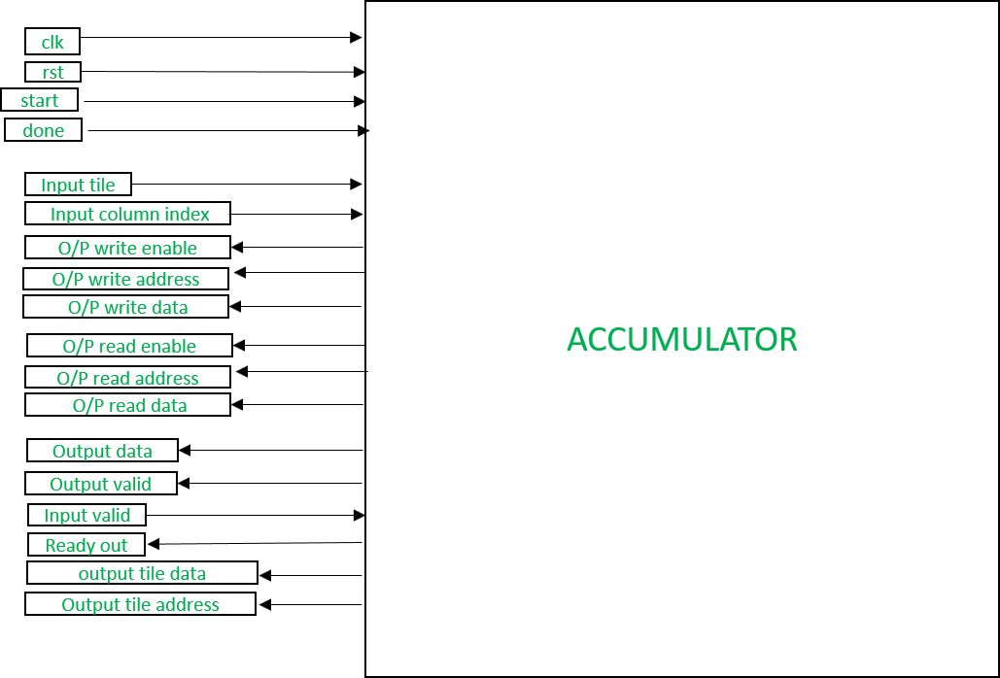 clk
rst
start
done
Input tile
Input column index
O/P write enable
O/P write address
O/P write data
ACCUMULATOR
O/P read enable
O/P read address
O/P read data
Output data
Output valid
Input valid
Ready out
output tile data
Output tile address